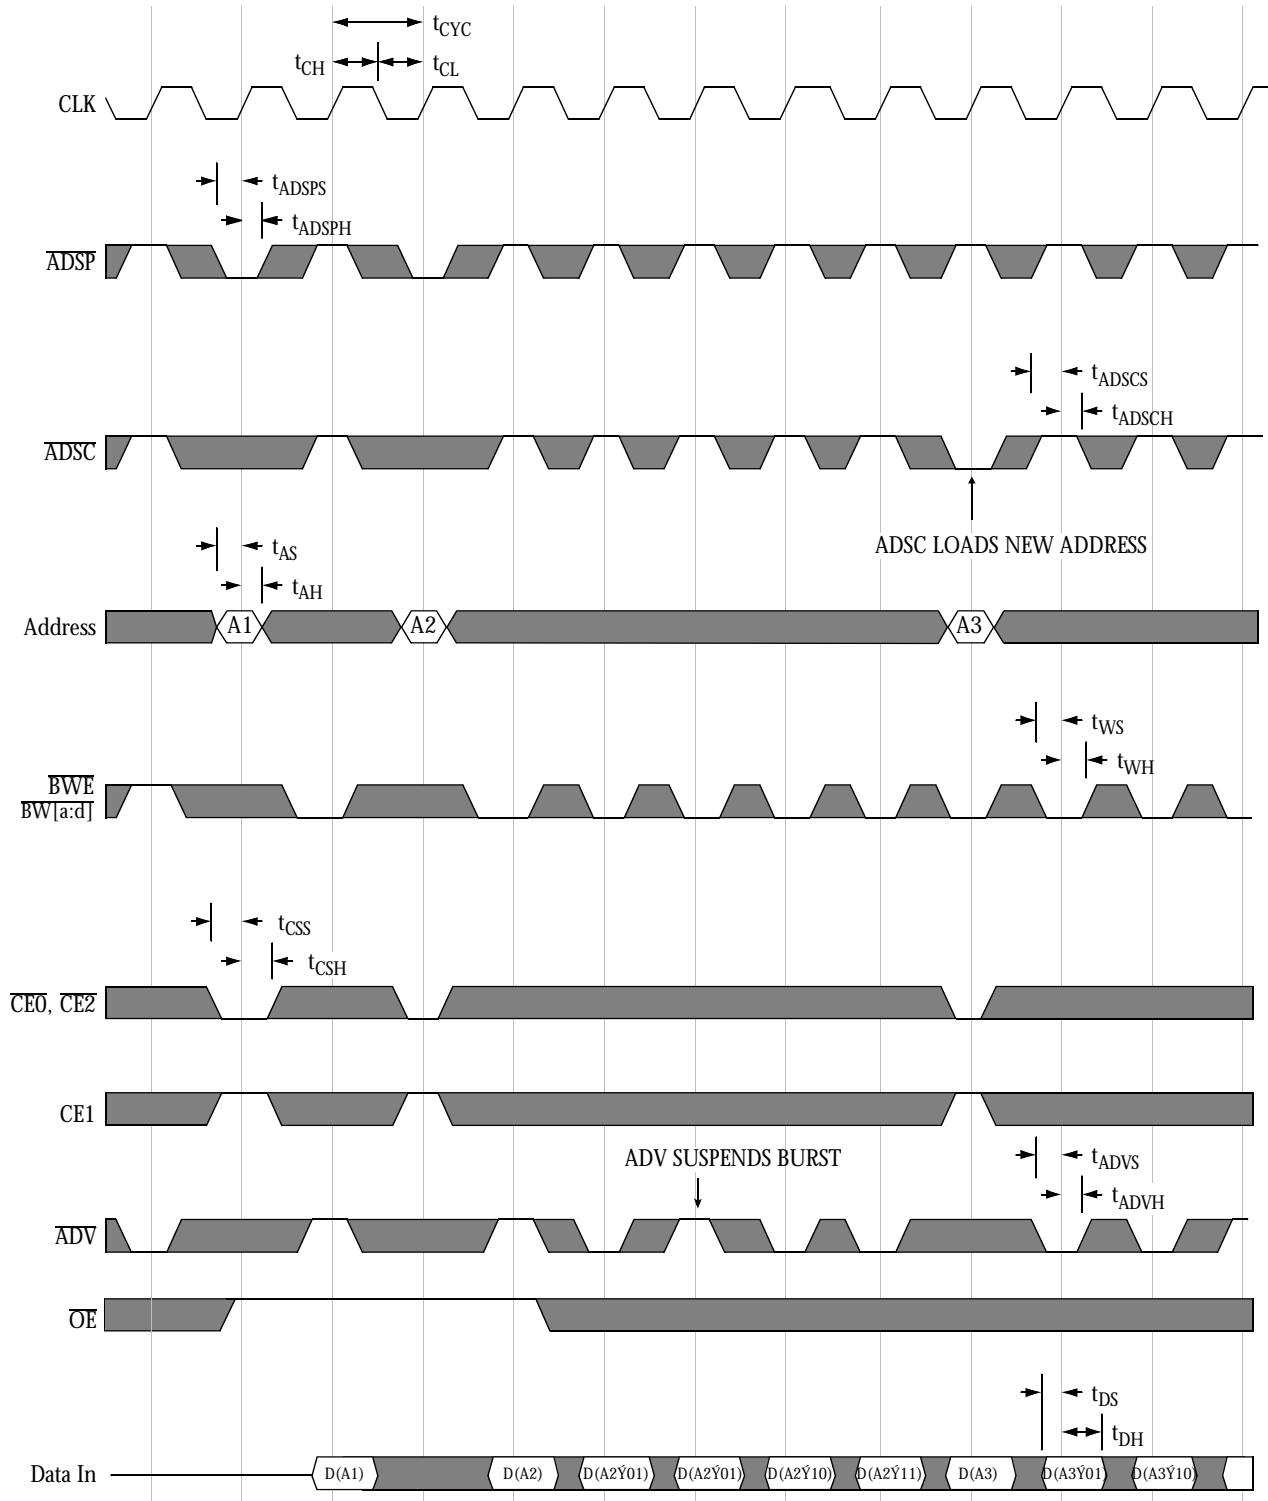 tCYC
tCH tCL
CLK
tADSPS
tADSPH
ADSP
tADSCS
tADSCH
ADSC
ADSC LOADS NEW ADDRESS
tAS
tAH
Address A1 A2 A3
tWS
tWH
BWE
BW[a:d]
tCSS
tCSH
CE0, CE2
CE1
ADV SUSPENDS BURST
tADVS
tADVH
ADV
OE
tDS
tDH
Data In D(A1) D(A2) D(A2Ý01) D(A2Ý01) D(A2Ý10) D(A2Ý11) D(A3) D(A3Ý01) D(A3Ý10)